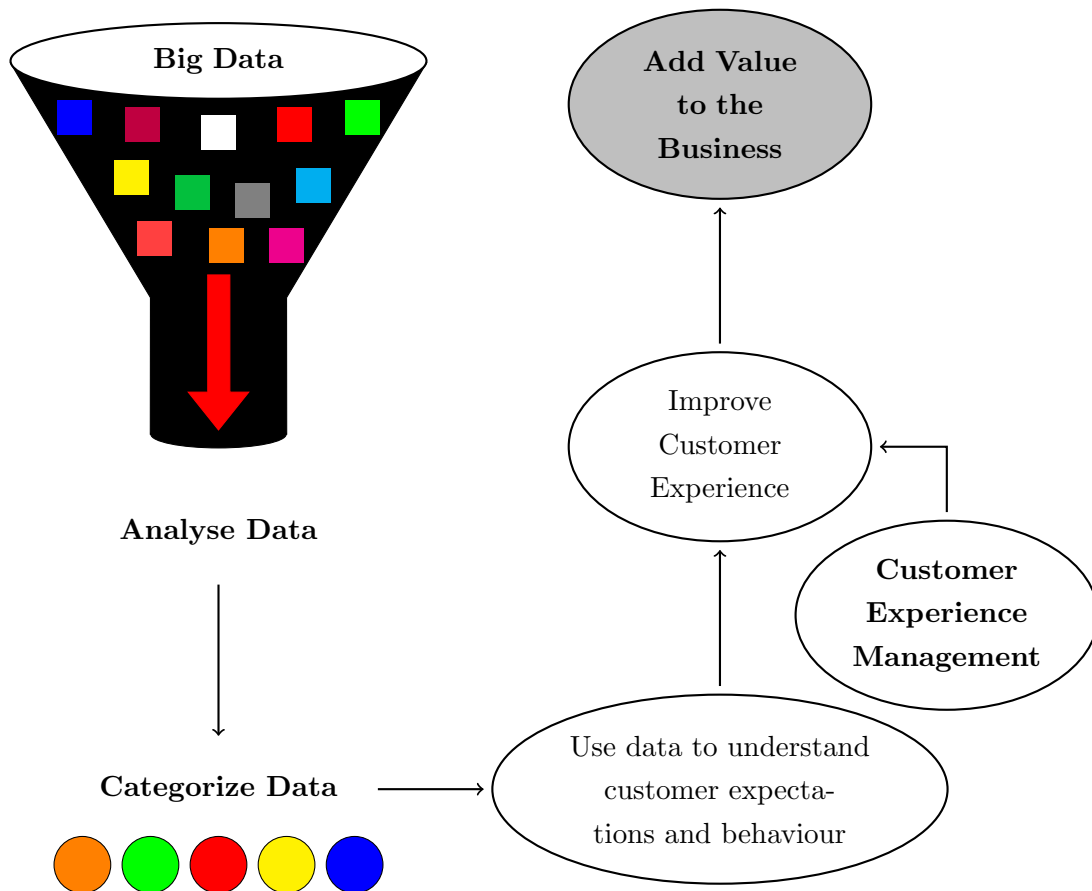 Big Data
Analyse Data
Categorize Data
Use data to understand
customer expecta-
tions and behaviour
Customer
Experience
Management
Improve
Customer
Experience
Add Value
to the
Business